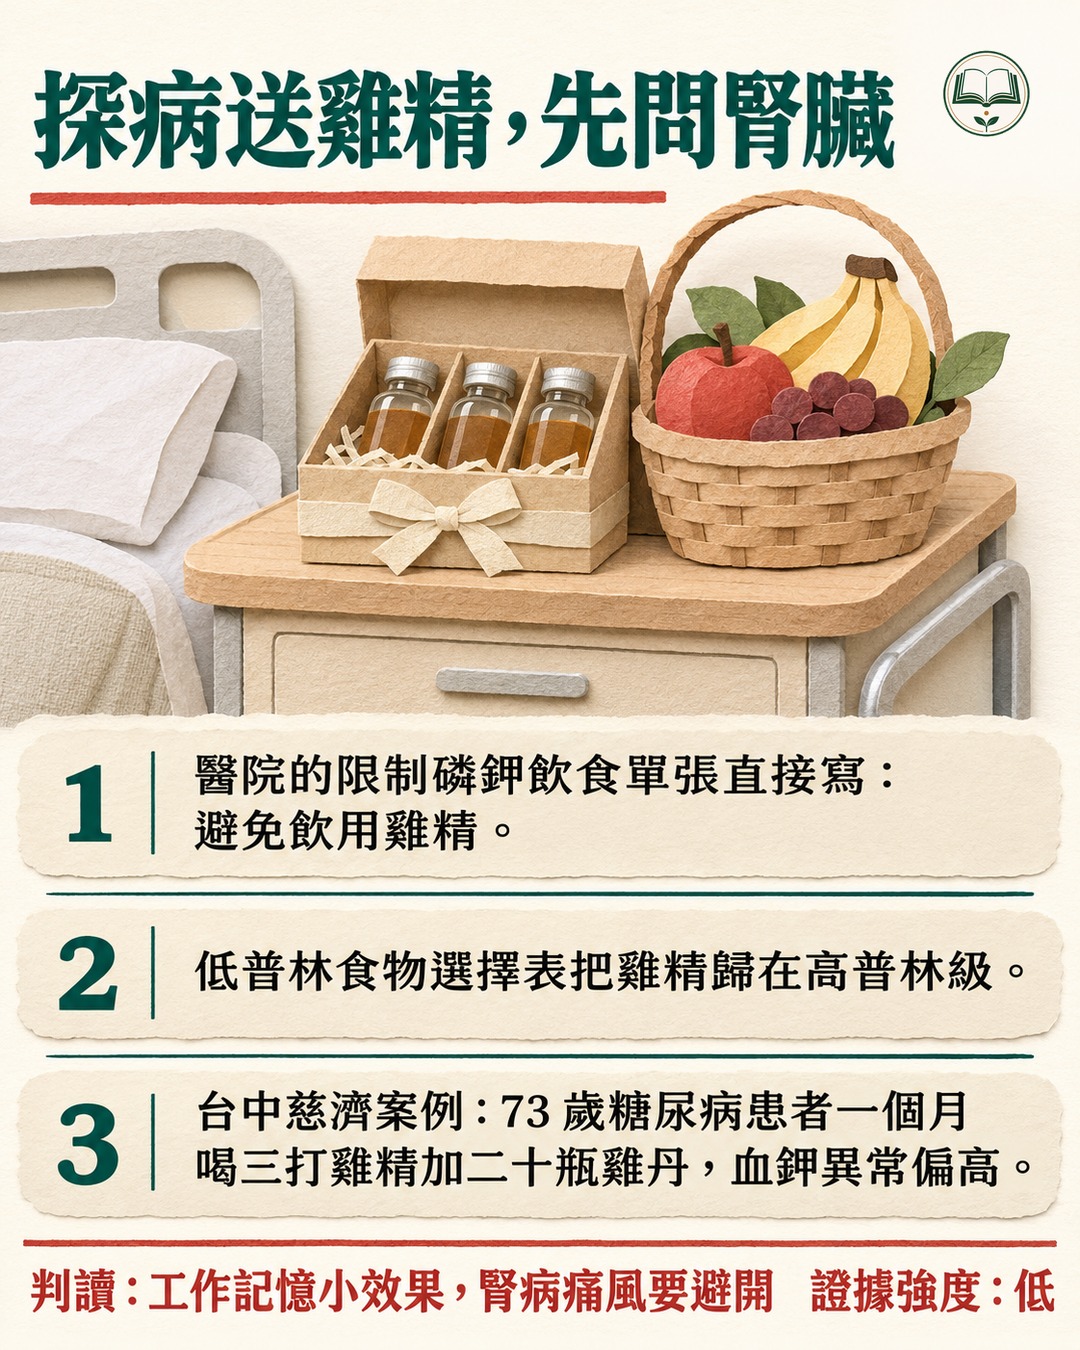 探病送雞精，先問腎臟
1
醫院的限制磷鉀飲食單張直接寫：
避免飲用雞精。
2
低普林食物選擇表把雞精歸在高普林級。
3
台中慈濟案例：73 歲糖尿病患者一個月
喝三打雞精加二十瓶雞丹，血鉀異常偏高。
判讀：工作記憶小效果，腎病痛風要避開 證據強度：低